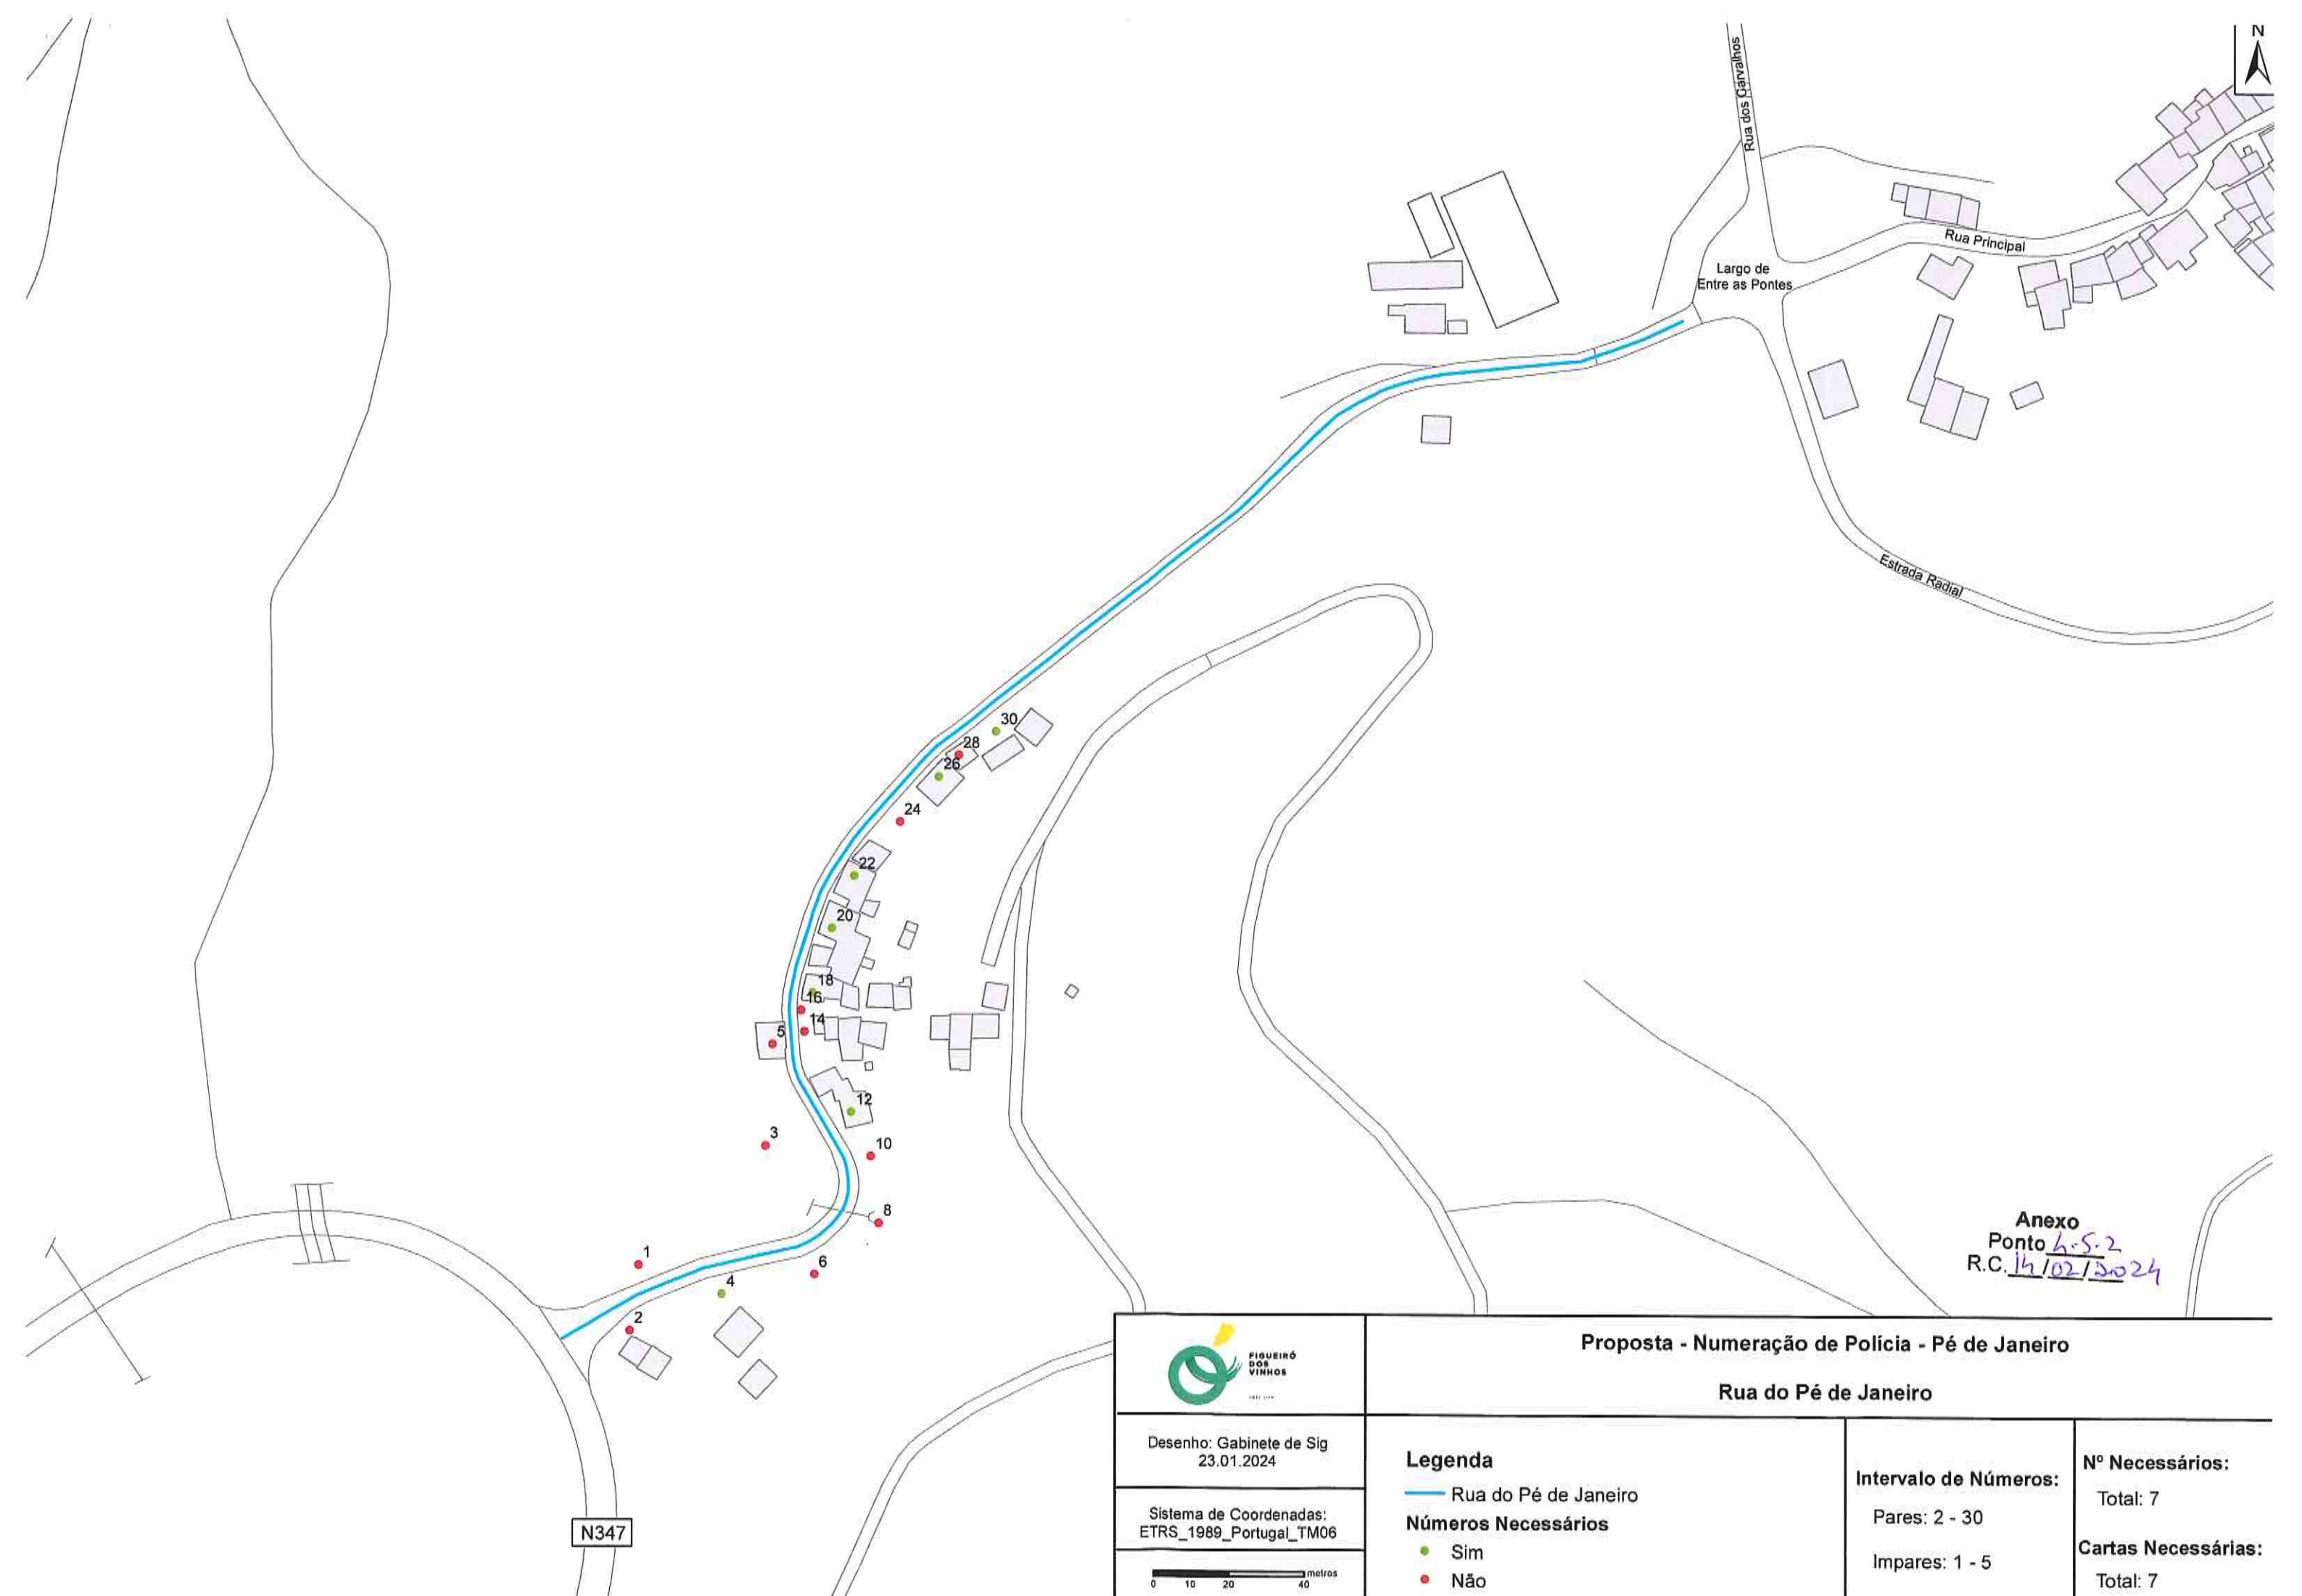 N
Rua dos Carvalhos
Rua Principal
Largo de
Entre as Pontes
Estrada Radial
30
28
26
24
22
20
18
16
14
5
12
3
10
8
1
6
4
2
N347
Anexo
Ponto 4.5.2
R.C. 14/02/2024
FIGUEIRÓ
DOS
VINHOS
Proposta - Numeração de Polícia - Pé de Janeiro
Rua do Pé de Janeiro
Desenho: Gabinete de Sig
23.01.2024
Sistema de Coordenadas:
ETRS_1989_Portugal_TM06
metros
0 10 20 40
Legenda
Rua do Pé de Janeiro
Números Necessários
Sim
Não
Intervalo de Números:
Pares: 2 - 30
Impares: 1 - 5
Nº Necessários:
Total: 7
Cartas Necessárias:
Total: 7